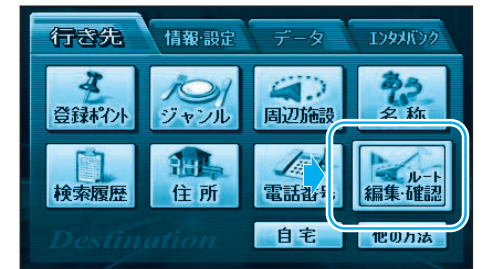 行き先 情報・設定 データ エンタメバンク
登録ポイント ジャンル 周辺施設 名 称
ルート
検索履歴 住 所 電話番号 編集・確認
Destination 自 宅 他の方法